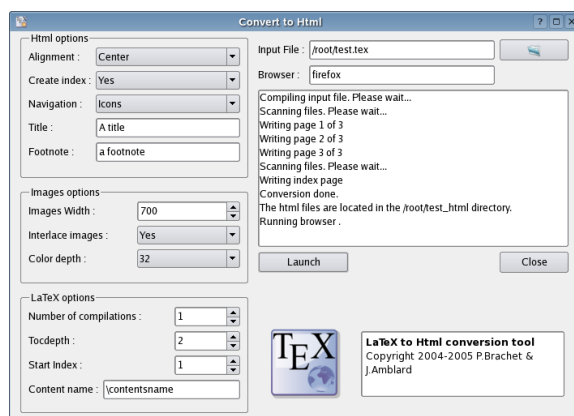 Convert to Html
Html options
Alignment : Center
Create index : Yes
Navigation : Icons
Title : A title
Footnote : a footnote
Images options
Images Width : 700
Interlace images : Yes
Color depth : 32
LaTeX options
Number of compilations : 1
Tocdepth : 2
Start Index : 1
Content name : \contentsname
Input File : /root/test.tex
Browser : firefox
Compiling input file. Please wait...
Scanning files. Please wait...
Writing page 1 of 3
Writing page 2 of 3
Writing page 3 of 3
Scanning files. Please wait...
Writing index page
Conversion done.
The html files are located in the /root/test_html directory.
Running browser .
Launch Close
TEX
LaTeX to Html conversion tool
Copyright 2004-2005 P.Brachet &
J.Amblard